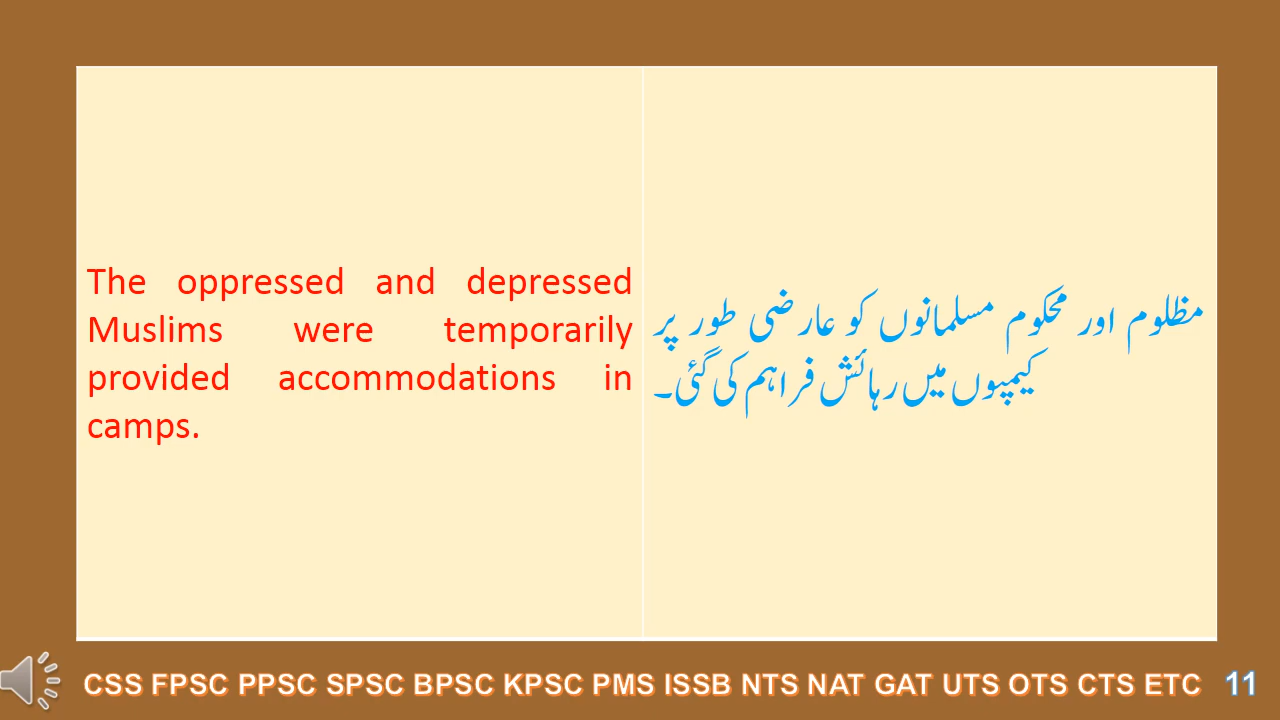 The oppressed and depressed
Muslims were temporarily
provided accommodations in
camps.
مظلوم اور محکوم مسلمانوں کو عارضی طور پر
کیمپوں میں رہائش فراہم کی گئی۔
CSS FPSC PPSC SPSC BPSC KPSC PMS ISSB NTS NAT GAT UTS OTS CTS ETC 11